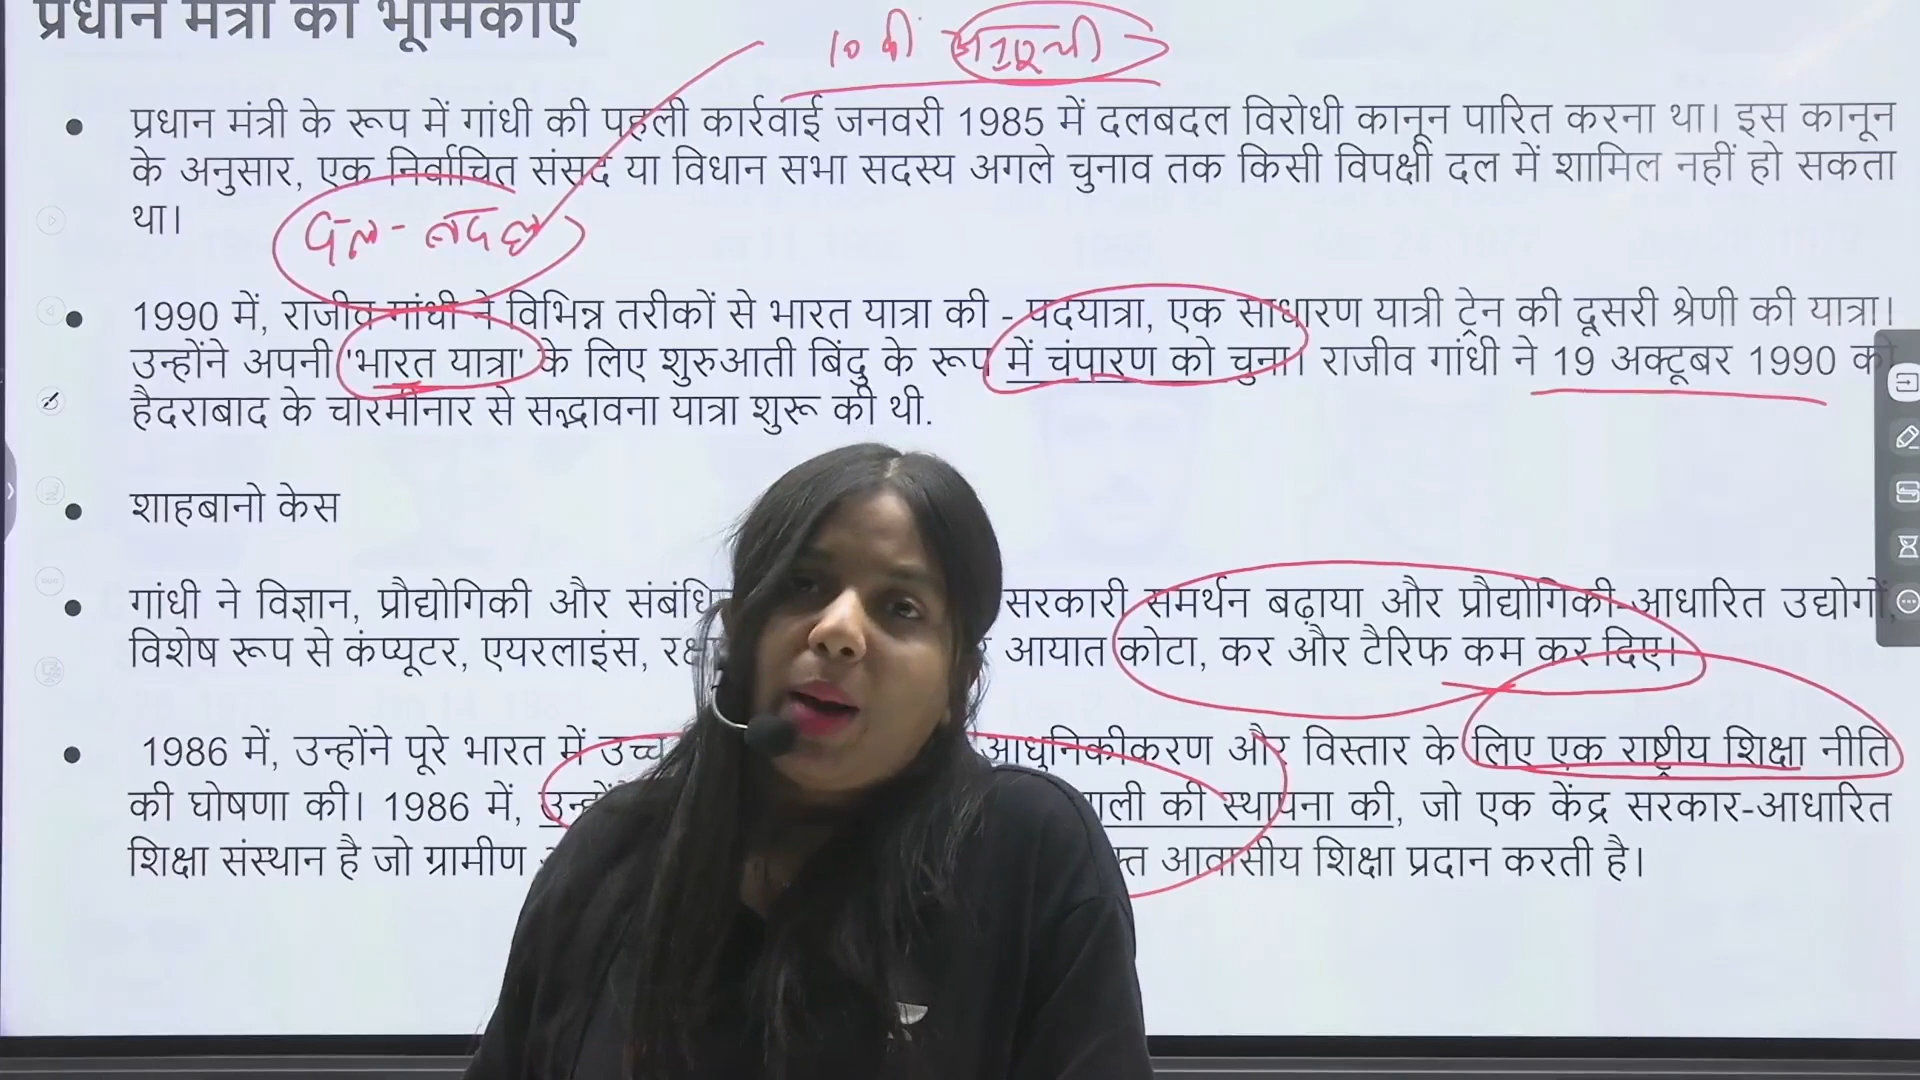 प्रधान मंत्री की भूमिकाएँ
10 वी अनुसूची
प्रधान मंत्री के रूप में गांधी की पहली कार्रवाई जनवरी 1985 में दलबदल विरोधी कानून पारित करना था। इस कानून
के अनुसार, एक निर्वाचित संसद या विधान सभा सदस्य अगले चुनाव तक किसी विपक्षी दल में शामिल नहीं हो सकता
था।
दल-बदल
1990 में, राजीव गांधी ने विभिन्न तरीकों से भारत यात्रा की - पदयात्रा, एक साधारण यात्री ट्रेन की दूसरी श्रेणी की यात्रा।
उन्होंने अपनी 'भारत यात्रा' के लिए शुरुआती बिंदु के रूप में चंपारण को चुना। राजीव गांधी ने 19 अक्टूबर 1990 को
हैदराबाद के चारमीनार से सद्भावना यात्रा शुरू की थी.
शाहबानो केस
गांधी ने विज्ञान, प्रौद्योगिकी और सरकारी समर्थन बढ़ाया और प्रौद्योगिकी-आधारित उद्योगों,
विशेष रूप से कंप्यूटर, एयरलाइंस, आयात कोटा, कर और टैरिफ कम कर दिए।
1986 में, उन्होंने पूरे भारत में उच्च आधुनिकीकरण और विस्तार के लिए एक राष्ट्रीय शिक्षा नीति
की घोषणा की। 1986 में, की स्थापना की, जो एक केंद्र सरकार-आधारित
शिक्षा संस्थान है जो ग्रामीण आवासीय शिक्षा प्रदान करती है।